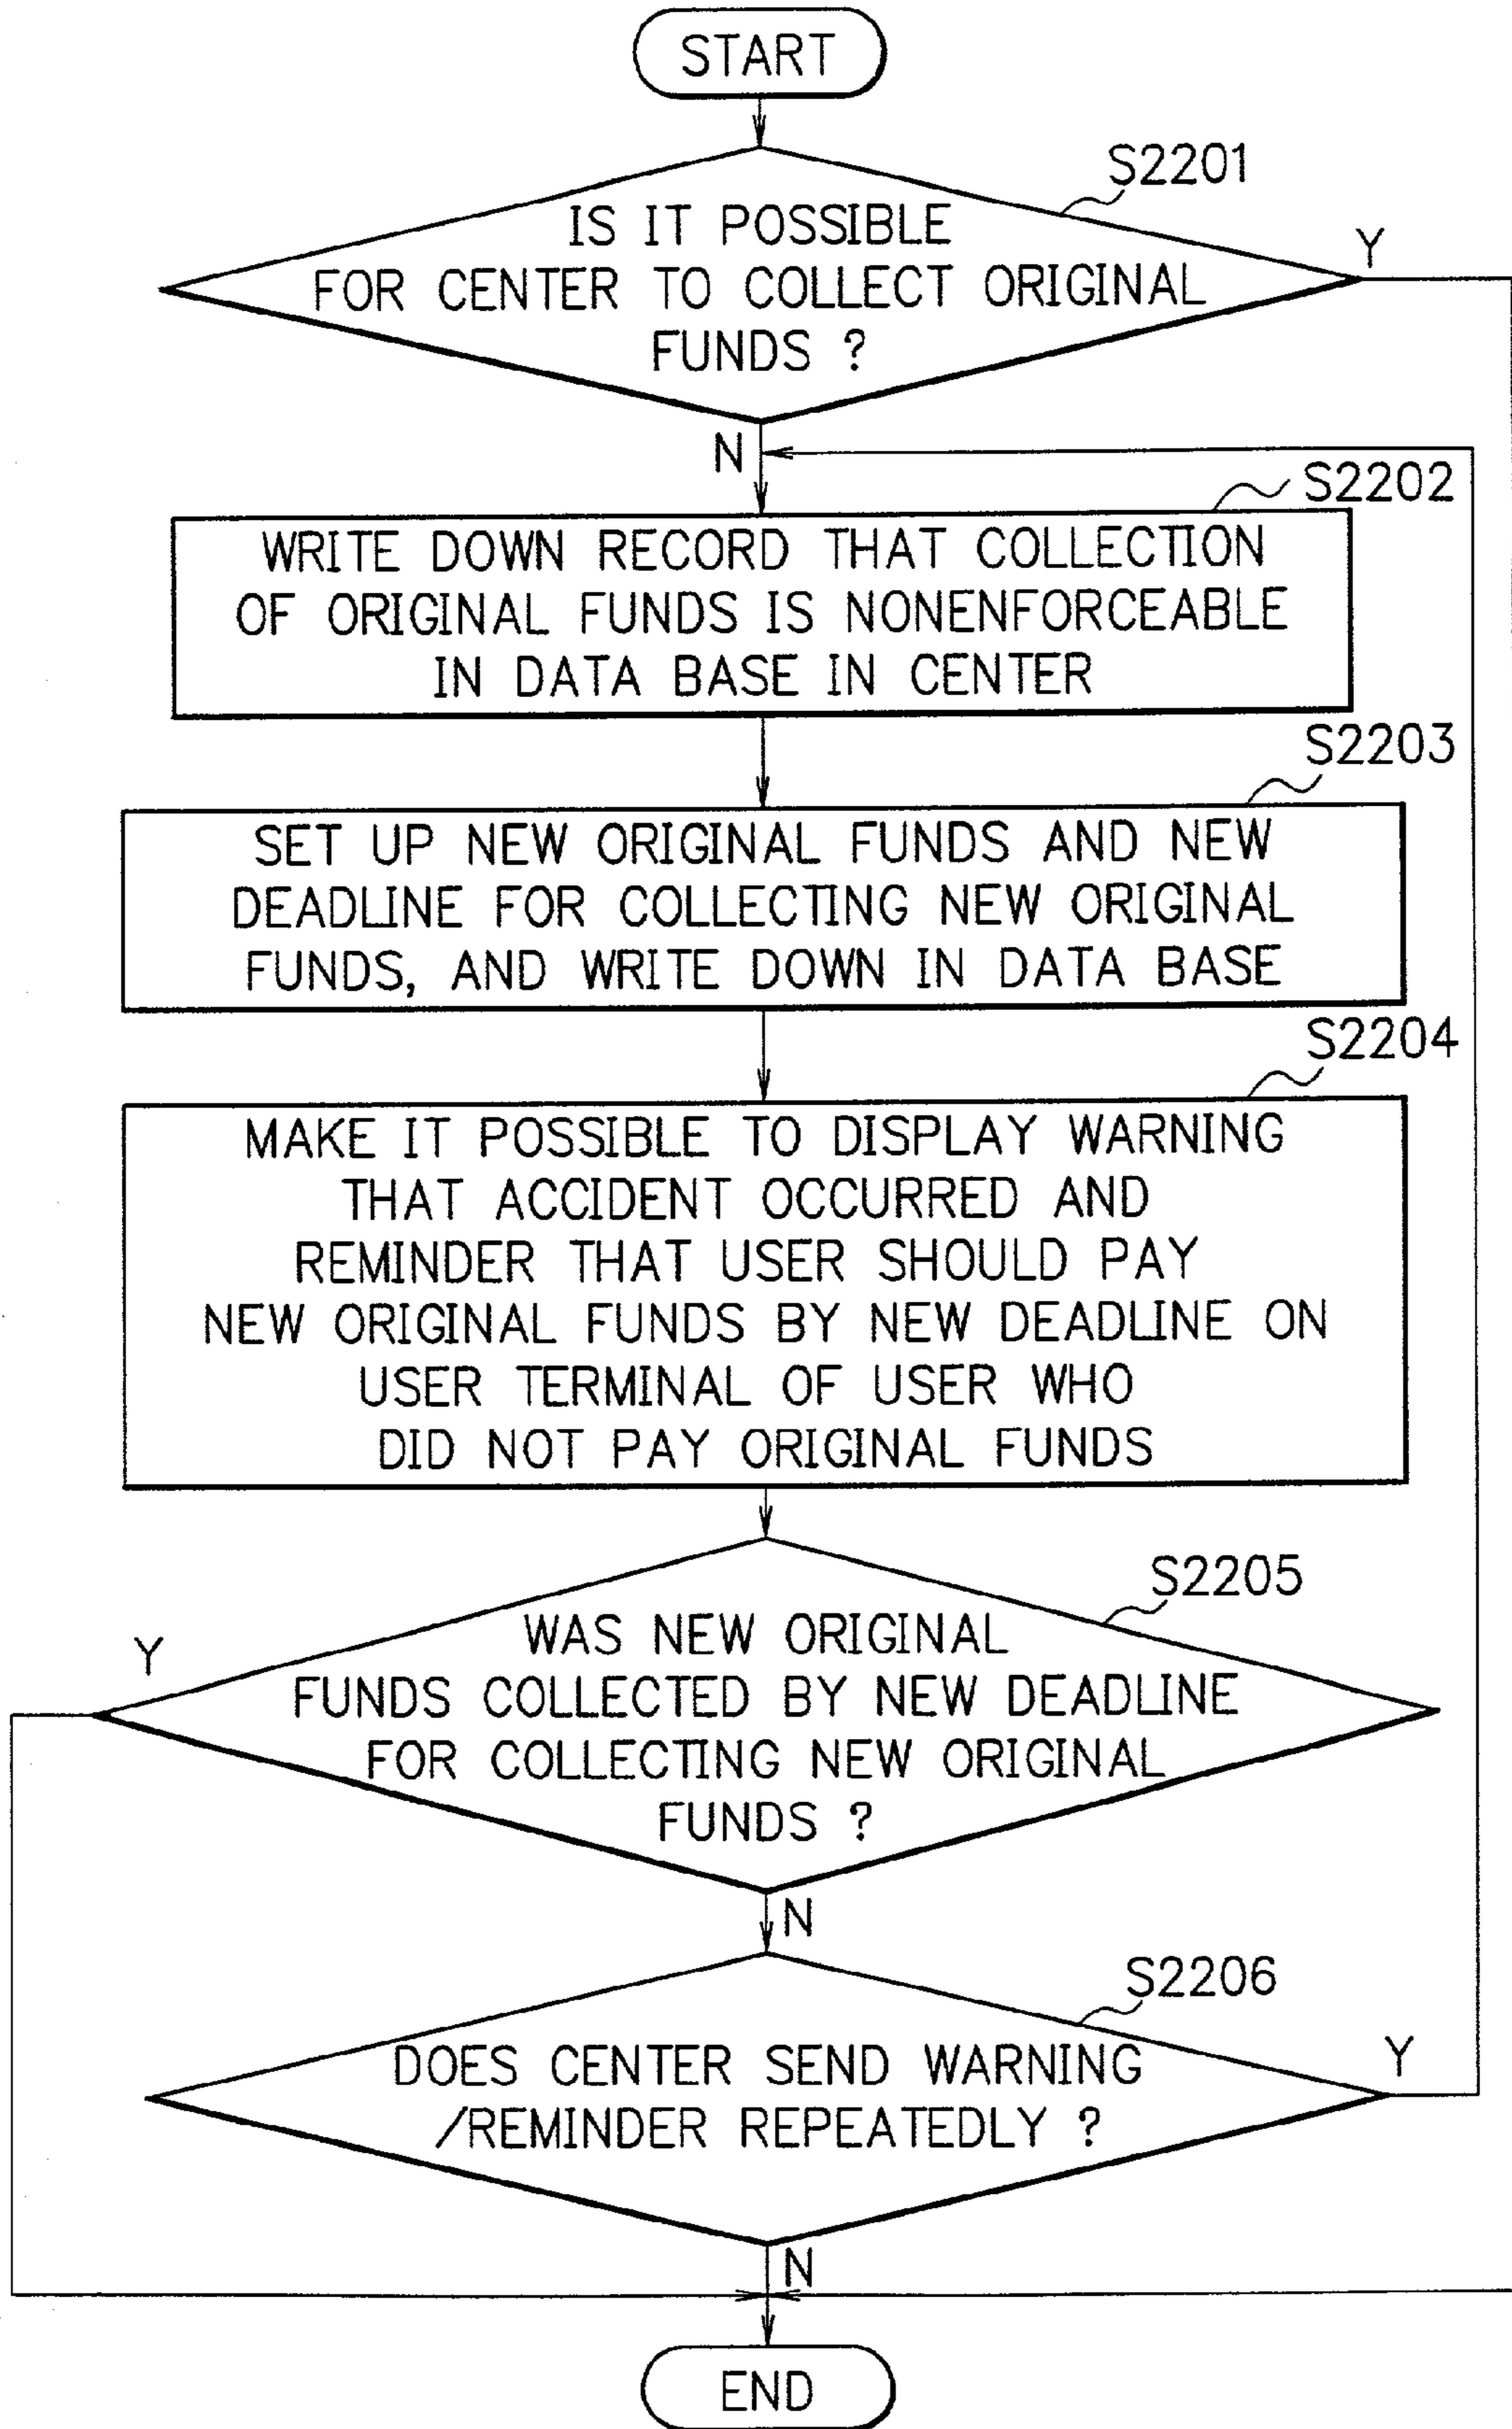 START
S2201
IS IT POSSIBLE
FOR CENTER TO COLLECT ORIGINAL
FUNDS ?
Y
N
S2202
WRITE DOWN RECORD THAT COLLECTION
OF ORIGINAL FUNDS IS NONENFORCEABLE
IN DATA BASE IN CENTER
S2203
SET UP NEW ORIGINAL FUNDS AND NEW
DEADLINE FOR COLLECTING NEW ORIGINAL
FUNDS, AND WRITE DOWN IN DATA BASE
S2204
MAKE IT POSSIBLE TO DISPLAY WARNING
THAT ACCIDENT OCCURRED AND
REMINDER THAT USER SHOULD PAY
NEW ORIGINAL FUNDS BY NEW DEADLINE ON
USER TERMINAL OF USER WHO
DID NOT PAY ORIGINAL FUNDS
S2205
Y
WAS NEW ORIGINAL
FUNDS COLLECTED BY NEW DEADLINE
FOR COLLECTING NEW ORIGINAL
FUNDS ?
N
S2206
DOES CENTER SEND WARNING
/REMINDER REPEATEDLY ?
Y
N
END